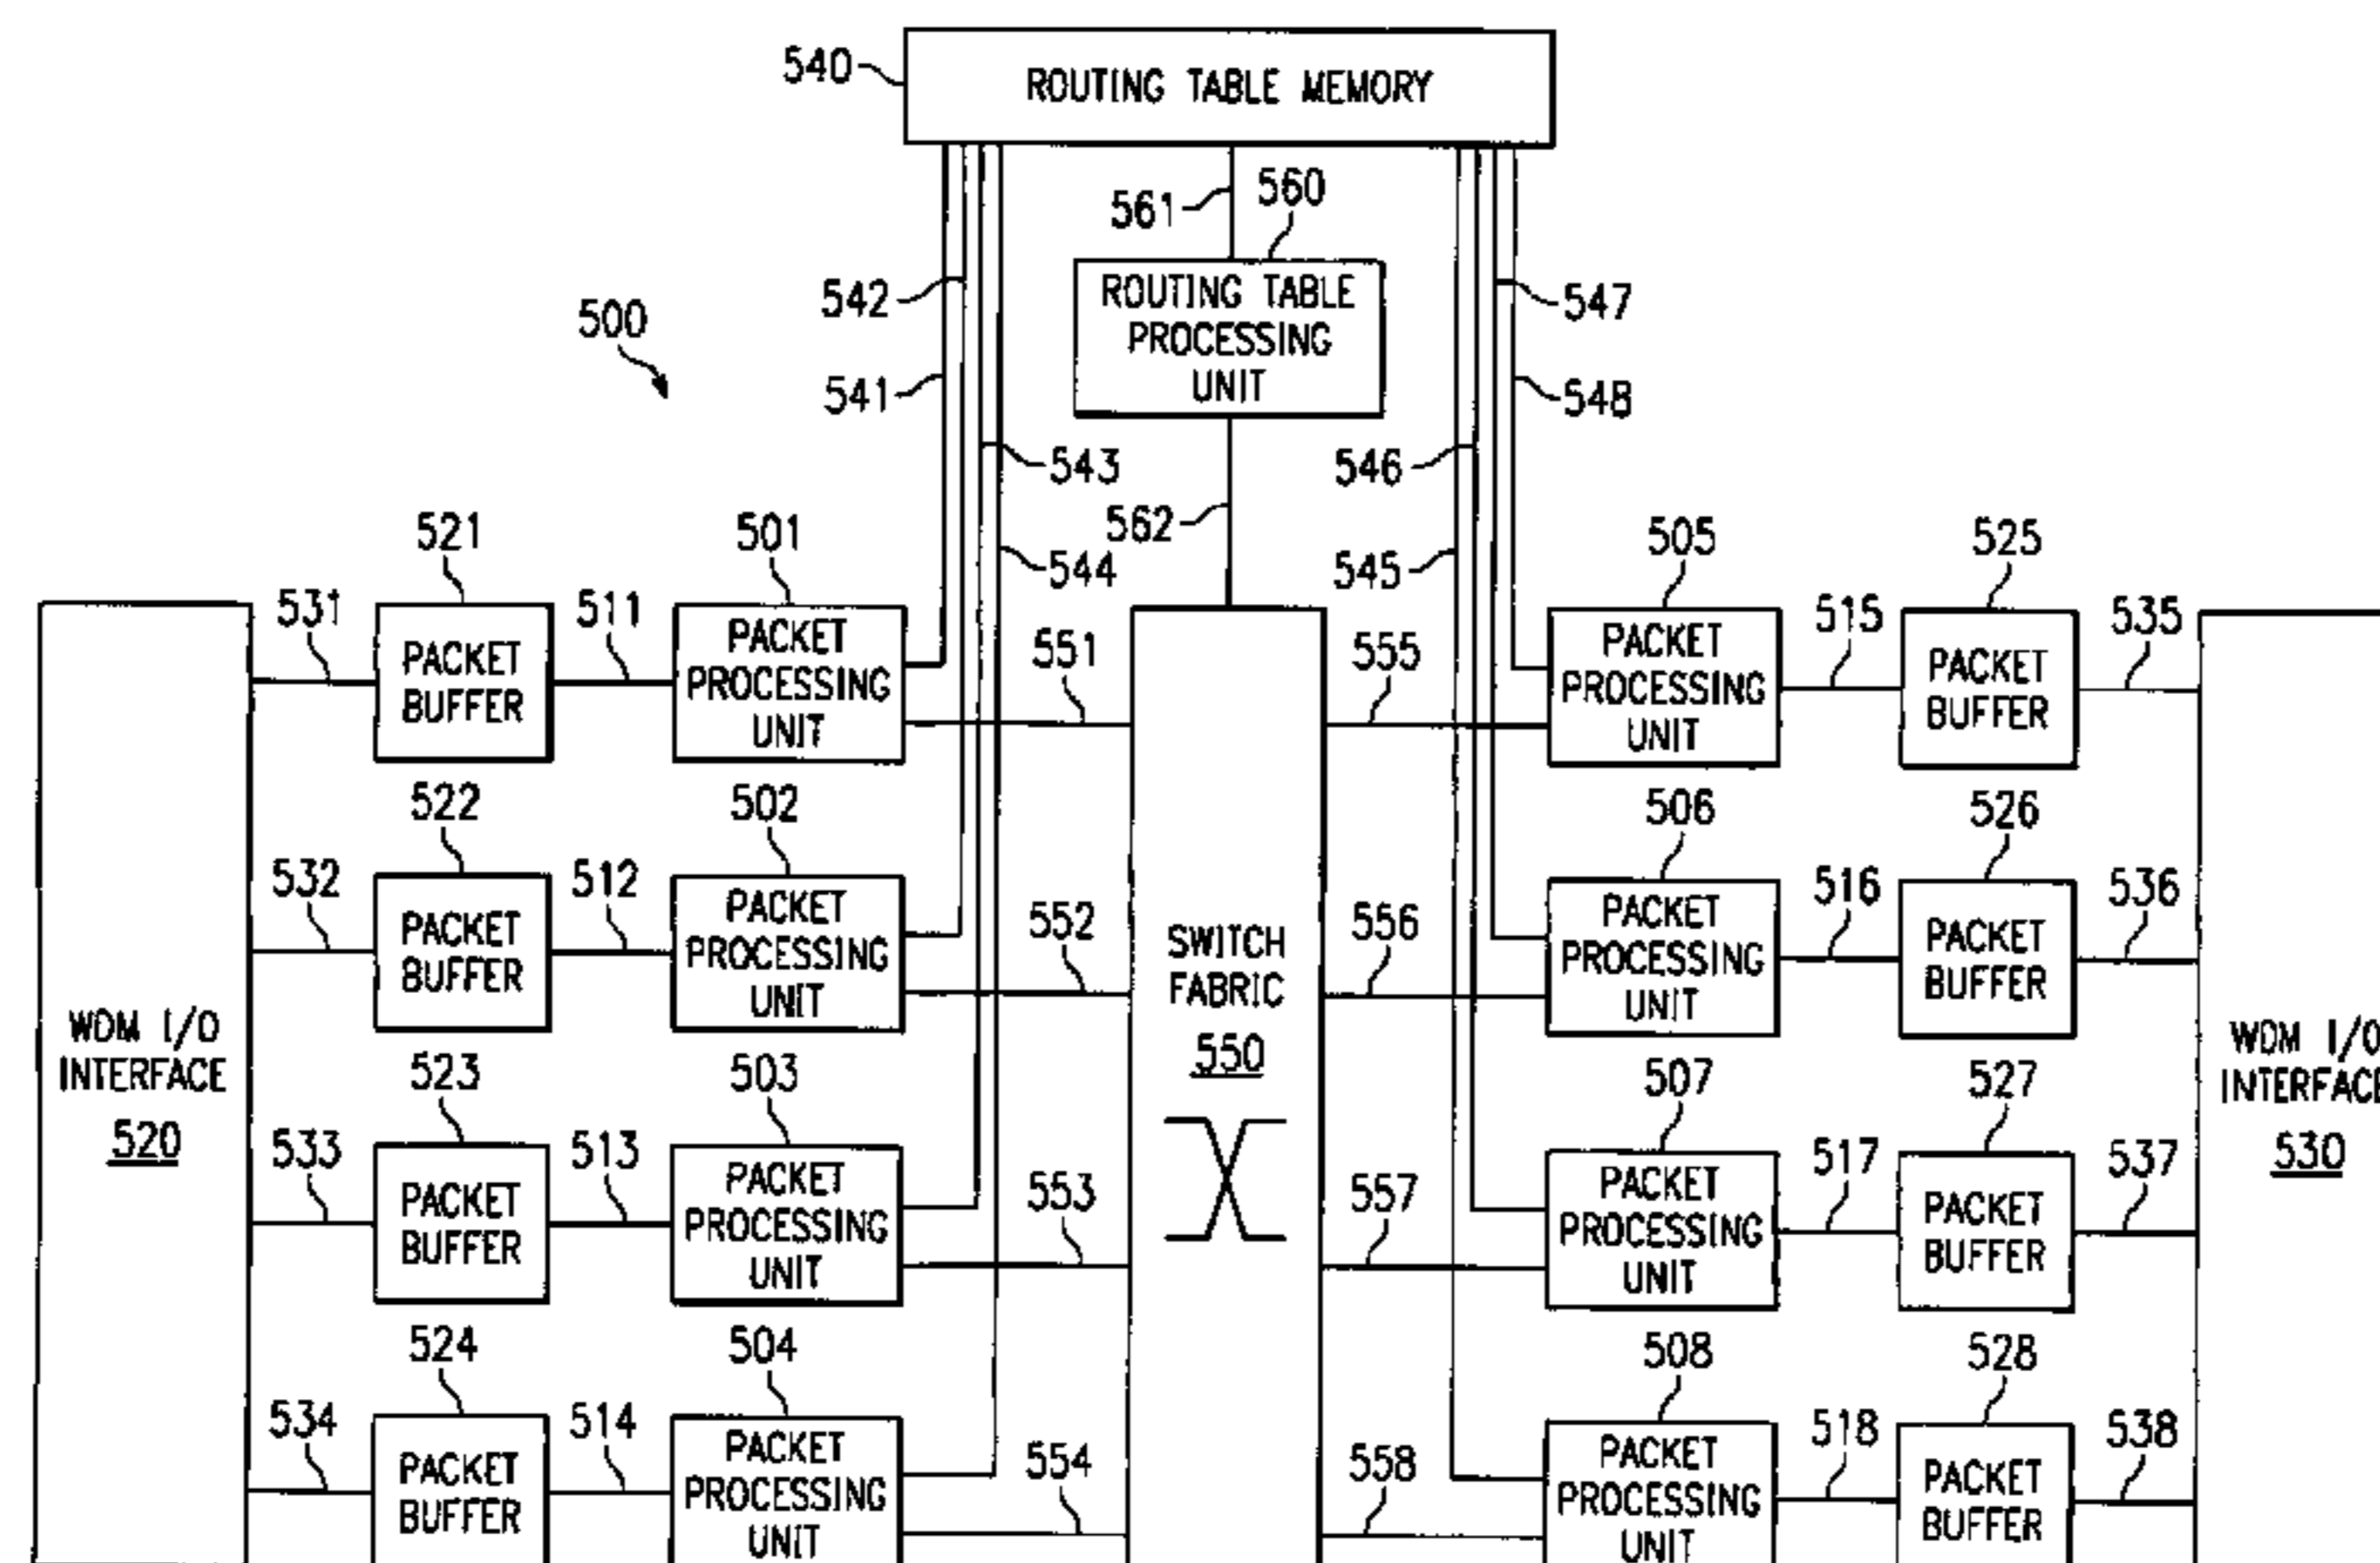 540
ROUTING TABLE MEMORY
561
560
542
ROUTING TABLE
PROCESSING
UNIT
547
500
541
548
543
546
562
521
501
544
545
505
525
531
511
PACKET
BUFFER
PACKET
PROCESSING
UNIT
551
555
PACKET
PROCESSING
UNIT
515
PACKET
BUFFER
535
522
502
506
526
532
512
PACKET
BUFFER
PACKET
PROCESSING
UNIT
552
556
PACKET
PROCESSING
UNIT
516
PACKET
BUFFER
536
SWITCH
FABRIC
550
WDM I/O
INTERFACE
520
WDM I/O
INTERFACE
530
523
503
507
527
533
513
PACKET
BUFFER
PACKET
PROCESSING
UNIT
553
557
PACKET
PROCESSING
UNIT
517
PACKET
BUFFER
537
524
504
508
528
534
514
PACKET
BUFFER
PACKET
PROCESSING
UNIT
554
558
PACKET
PROCESSING
UNIT
518
PACKET
BUFFER
538